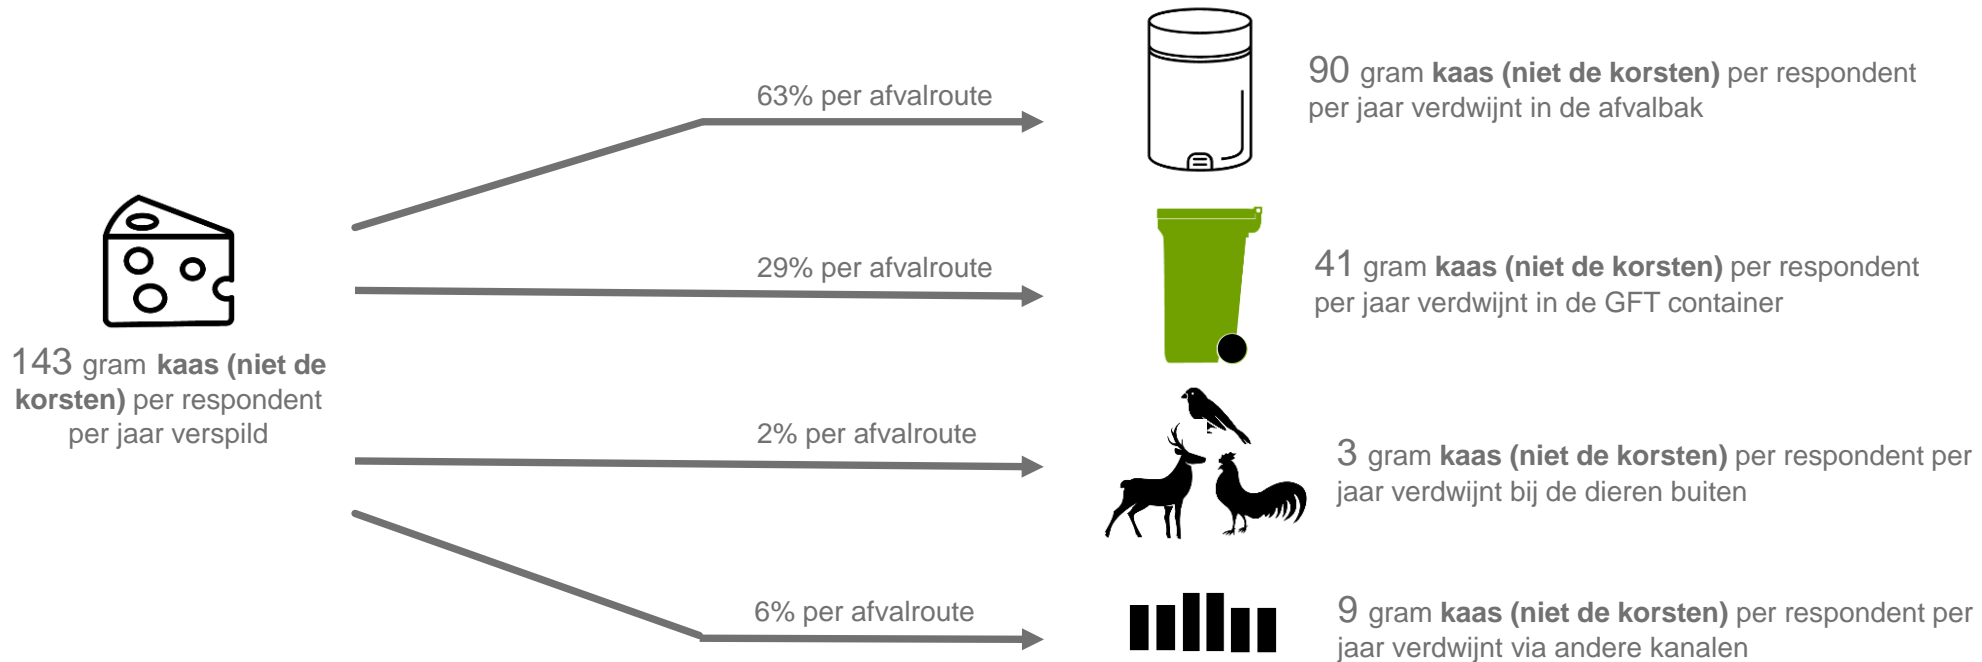 143 gram kaas (niet de
korsten) per respondent
per jaar verspild
63% per afvalroute
90 gram kaas (niet de korsten) per respondent
per jaar verdwijnt in de afvalbak
29% per afvalroute
41 gram kaas (niet de korsten) per respondent
per jaar verdwijnt in de GFT container
2% per afvalroute
3 gram kaas (niet de korsten) per respondent per
jaar verdwijnt bij de dieren buiten
6% per afvalroute
9 gram kaas (niet de korsten) per respondent per
jaar verdwijnt via andere kanalen